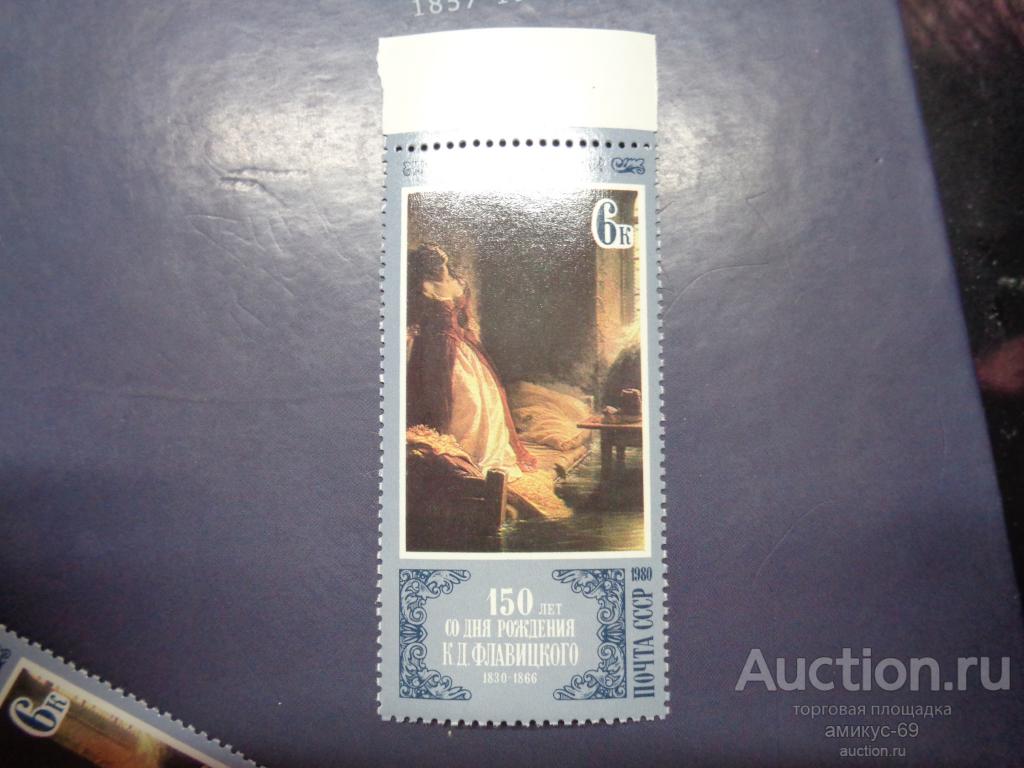 6к
150 ЛЕТ
СО ДНЯ РОЖДЕНИЯ
К.Д. ФЛАВИЦКОГО
1830-1866
ПОЧТА СССР 1980
6к
Auction.ru
торговая площадка
амикус-69
auction.ru